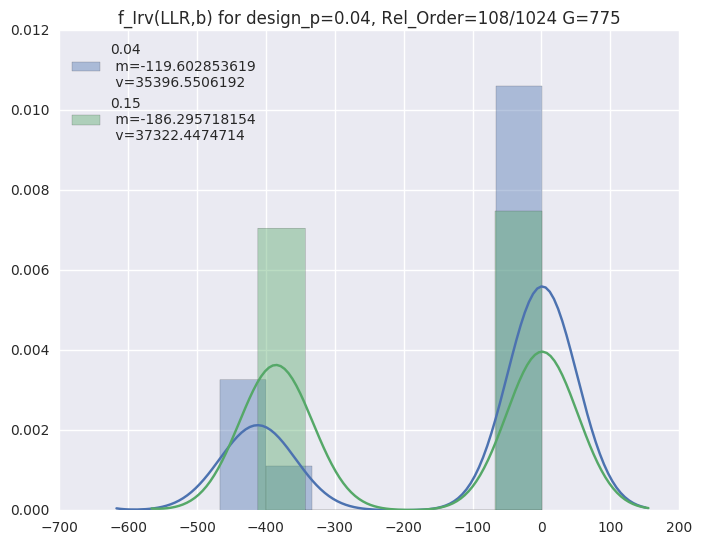 f_Irv(LLR,b) for design_p=0.04, Rel_Order=108/1024 G=775
0.04
m=-119.602853619
v=35396.5506192
0.15
m=-186.295718154
v=37322.4474714
0.012
0.010
0.008
0.006
0.004
0.002
0.000
−700 −600 −500 −400 −300 −200 −100 0 100 200